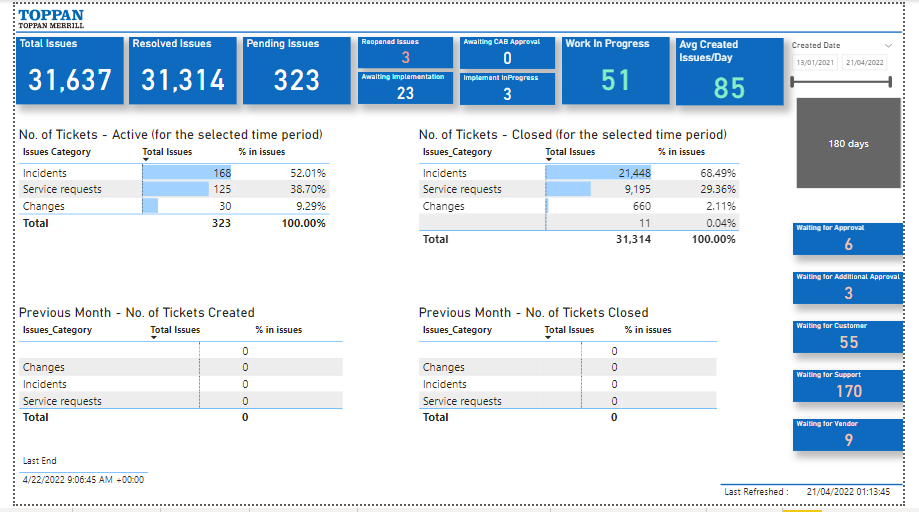 TOPPAN
TOPPAN MERRILL
Total Issues
31,637
Resolved Issues
31,314
Pending Issues
323
Reopened Issues
3
Awaiting Implementation
23
Awaiting CAB Approval
0
Implement InProgress
3
Work In Progress
51
Avg Created
Issues/Day
85
Created Date
13/01/2021 21/04/2022
180 days
No. of Tickets - Active (for the selected time period)
Issues Category Total Issues % in issues
Incidents 168 52.01%
Service requests 125 38.70%
Changes 30 9.29%
Total 323 100.00%
No. of Tickets - Closed (for the selected time period)
Issues_Category Total Issues % in issues
Incidents 21,448 68.49%
Service requests 9,195 29.36%
Changes 660 2.11%
11 0.04%
Total 31,314 100.00%
Waiting for Approval
6
Waiting for Additional Approval
3
Waiting for Customer
55
Waiting for Support
170
Waiting for Vendor
9
Previous Month - No. of Tickets Created
Issues_Category Total Issues % in issues
0
Changes 0
Incidents 0
Service requests 0
Total 0
Previous Month - No. of Tickets Closed
Issues_Category Total Issues % in issues
0
Changes 0
Incidents 0
Service requests 0
Total 0
Last End
4/22/2022 9:06:45 AM +00:00
Last Refreshed : 21/04/2022 01:13:45